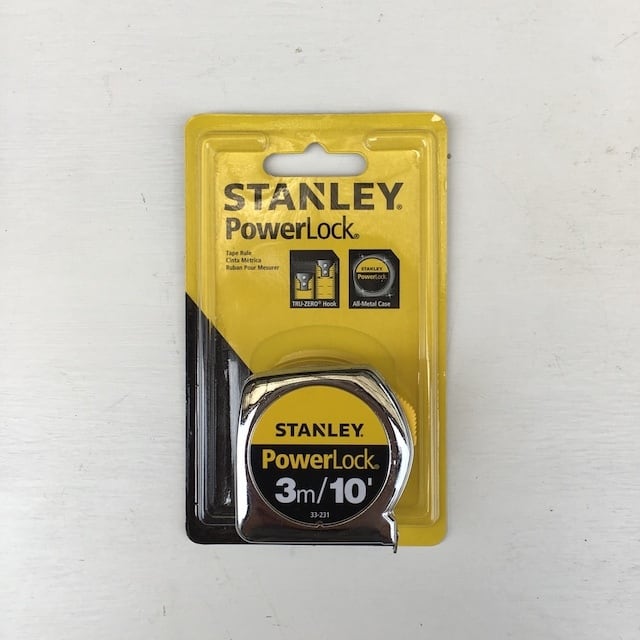 STANLEY®
PowerLock®
Tape Rule
Cinta Métrica
Ruban Pour Mesurer
TRU-ZERO® Hook
STANLEY
PowerLock
All-Metal Case
STANLEY®
PowerLock®
3m/10'
33-231